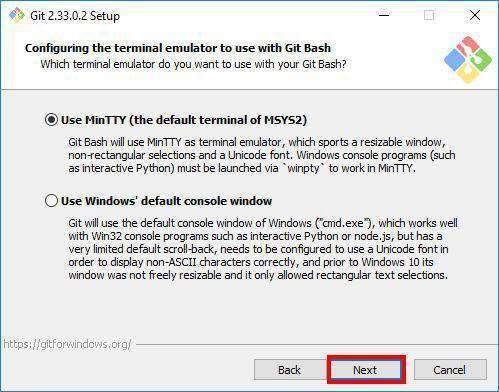 Git 2.33.0.2 Setup
Configuring the terminal emulator to use with Git Bash
Which terminal emulator do you want to use with your Git Bash?
Use MinTTY (the default terminal of MSYS2)
Git Bash will use MinTTY as terminal emulator, which sports a resizable window,
non-rectangular selections and a Unicode font. Windows console programs (such
as interactive Python) must be launched via `winpty` to work in MinTTY.
Use Windows' default console window
Git will use the default console window of Windows ("cmd.exe"), which works well
with Win32 console programs such as interactive Python or node.js, but has a
very limited default scroll-back, needs to be configured to use a Unicode font in
order to display non-ASCII characters correctly, and prior to Windows 10 its
window was not freely resizable and it only allowed rectangular text selections.
https://gitforwindows.org/
Back Next Cancel